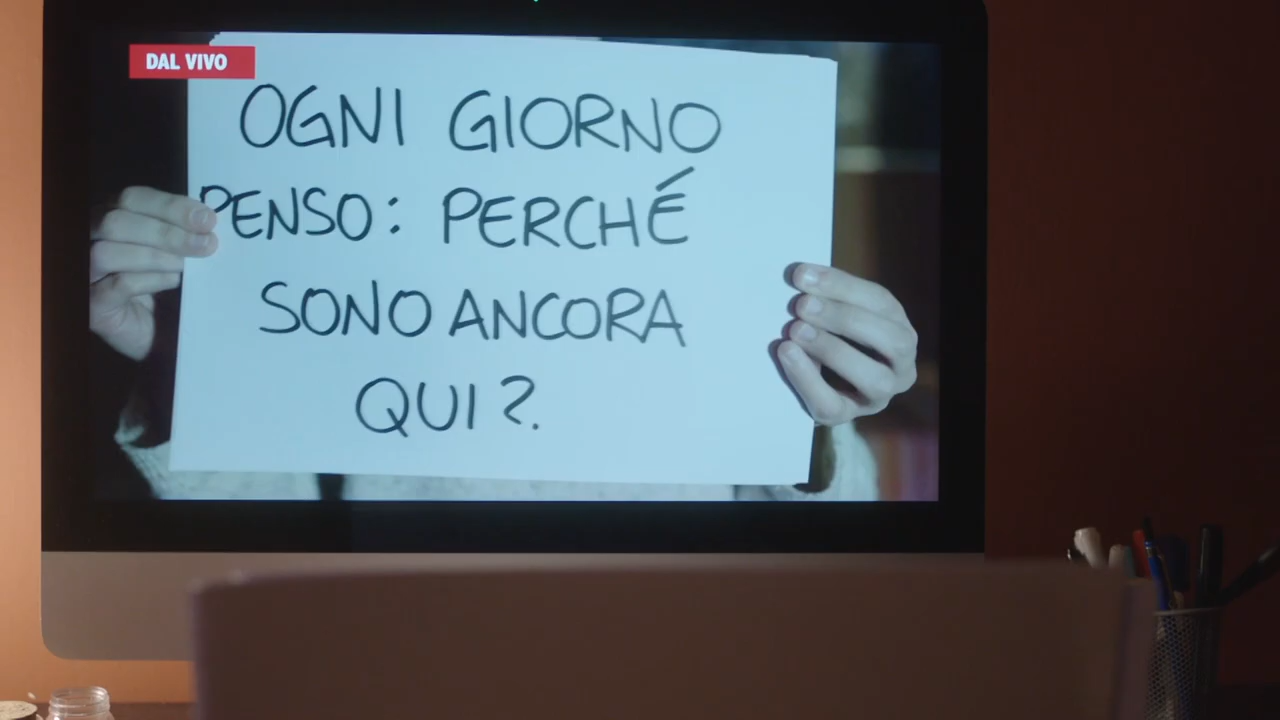 DAL VIVO
OGNI GIORNO
PENSO: PERCHÉ
SONO ANCORA
QUI?.